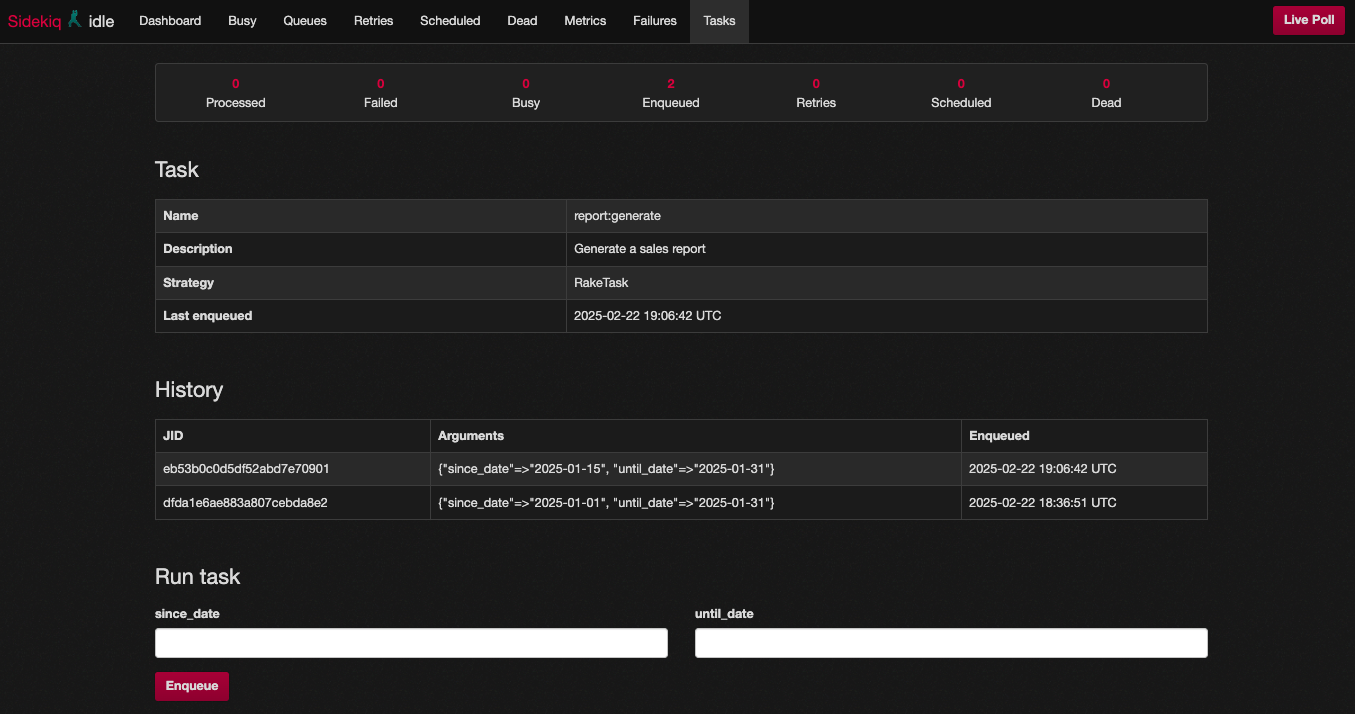 Sidekiq idle Dashboard Busy Queues Retries Scheduled Dead Metrics Failures Tasks Live Poll
0 0 0 2 0 0 0
Processed Failed Busy Enqueued Retries Scheduled Dead
Task
Name report:generate
Description Generate a sales report
Strategy RakeTask
Last enqueued 2025-02-22 19:06:42 UTC
History
JID Arguments Enqueued
eb53b0c0d5df52abd7e70901 {"since_date"=>"2025-01-15", "until_date"=>"2025-01-31"} 2025-02-22 19:06:42 UTC
dfda1e6ae883a807cebda8e2 {"since_date"=>"2025-01-01", "until_date"=>"2025-01-31"} 2025-02-22 18:36:51 UTC
Run task
since_date until_date
Enqueue